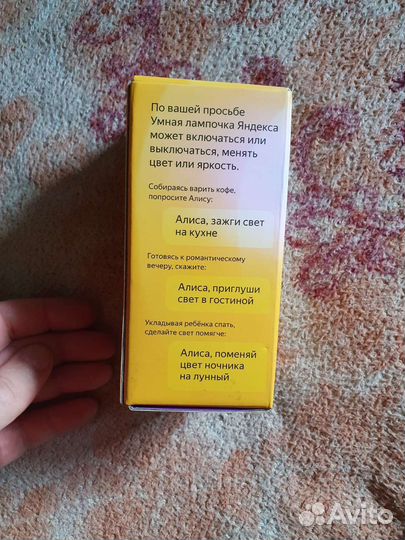 По вашей просьбе
Умная лампочка Яндекса
может включаться или
выключаться, менять
цвет или яркость.
Собираясь варить кофе,
попросите Алису:
Алиса, зажги свет
на кухне
Готовясь к романтическому
вечеру, скажите:
Алиса, приглуши
свет в гостиной
Укладывая ребёнка спать,
сделайте свет помягче:
Алиса, поменяй
цвет ночника
на лунный
Avito